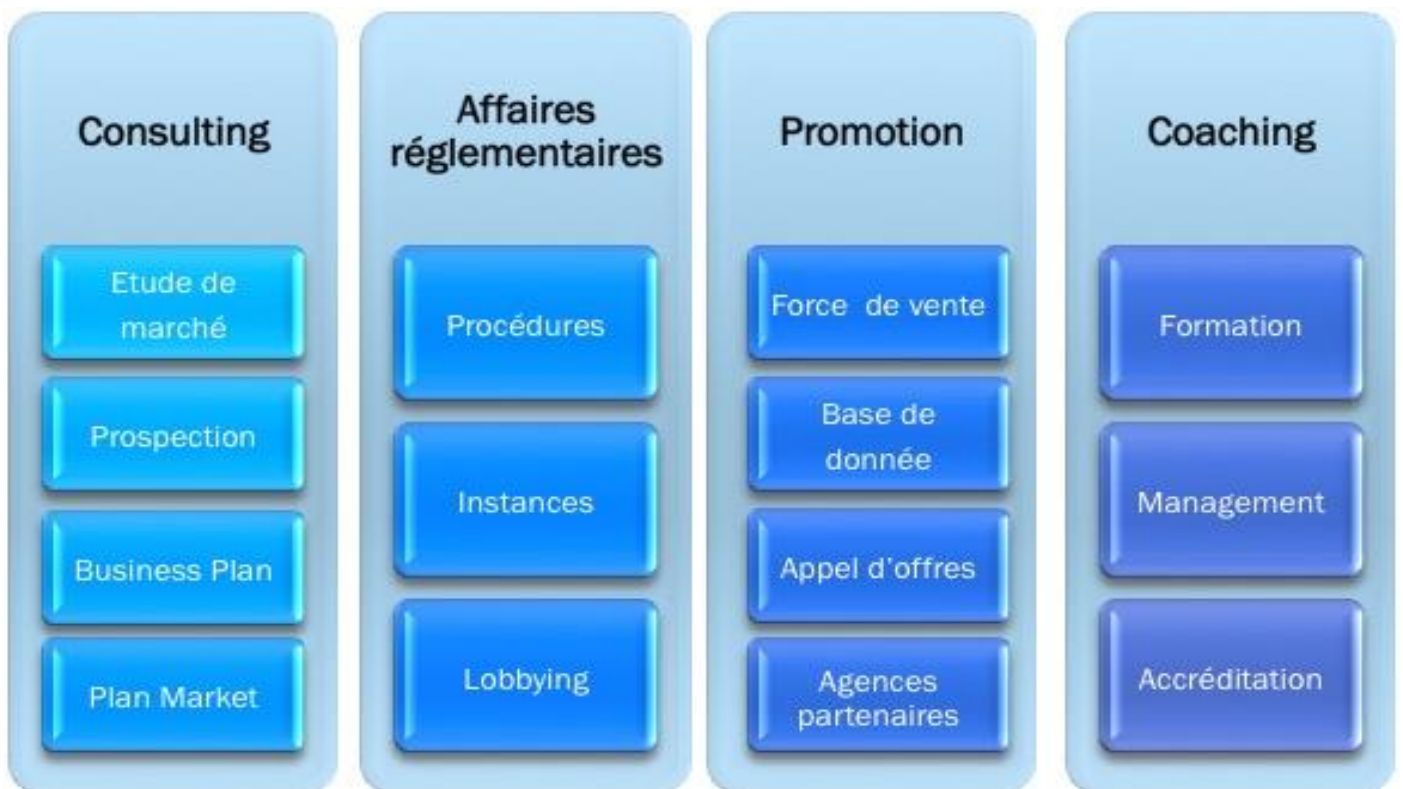 Consulting
Etude de
marché
Prospection
Business Plan
Plan Market
Affaires
réglementaires
Procédures
Instances
Lobbying
Promotion
Force de vente
Base de
donnée
Appel d'offres
Agences
partenaires
Coaching
Formation
Management
Accréditation